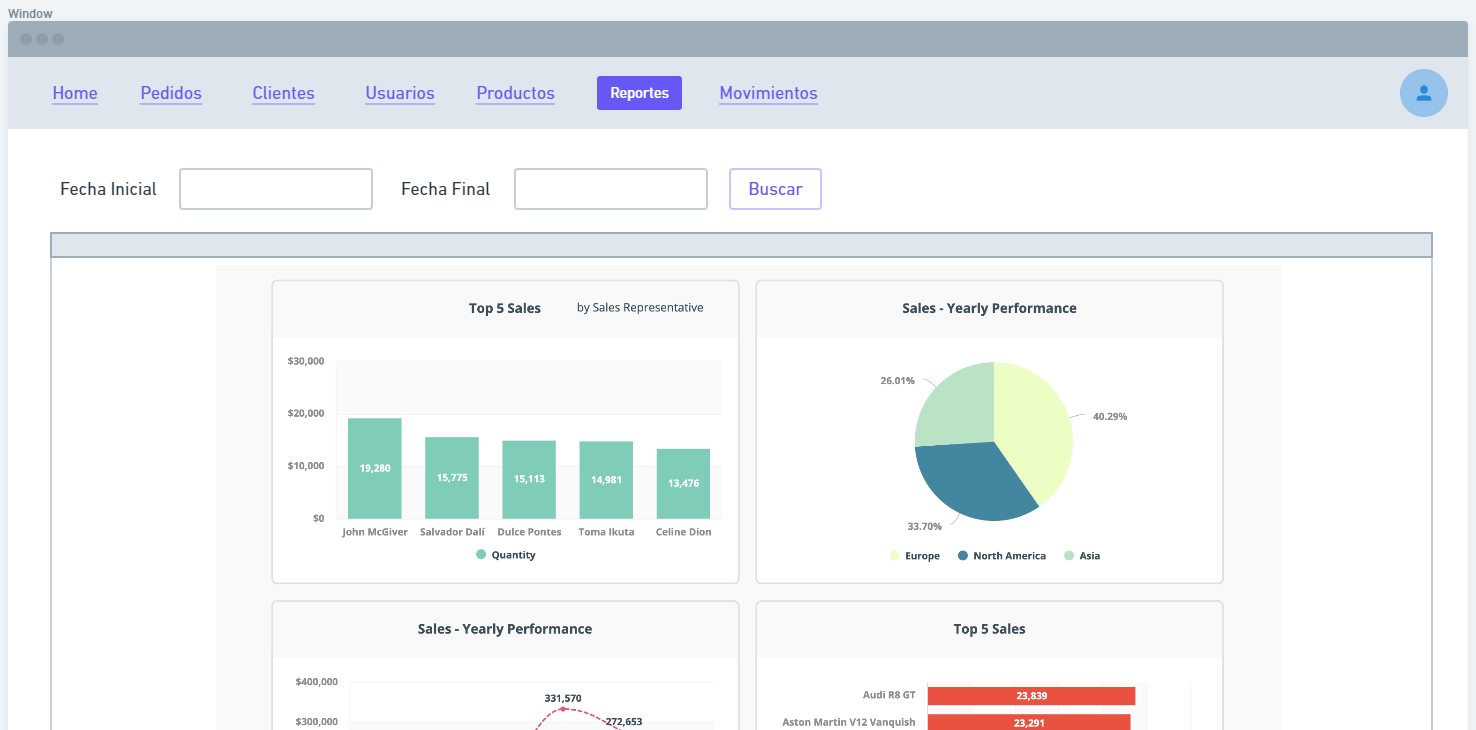 Window
Home Pedidos Clientes Usuarios Productos Reportes Movimientos
Fecha Inicial Fecha Final Buscar
Top 5 Sales by Sales Representative
$30,000
$20,000
$10,000
$0
19,280 15,775 15,113 14,981 13,476
John McGiver Salvador Dalí Dulce Pontes Toma Ikuta Celine Dion
Quantity
Sales - Yearly Performance
26.01%
40.29%
33.70%
Europe North America Asia
Sales - Yearly Performance
$400,000
$300,000
331,570
272,653
Top 5 Sales
Audi R8 GT 23,839
Aston Martin V12 Vanquish 23,291